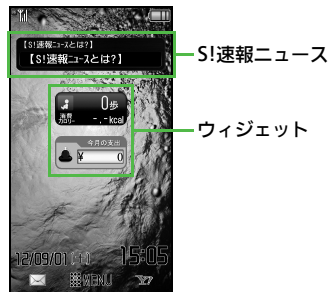 【S!速報ﾆｭｰｽとは?】
【S!速報ﾆｭｰｽとは?】
S!速報ニュース
0歩
消費
ｶﾛﾘｰ
-.-kcal
ウィジェット
今月の支出
¥ 0
12/09/01(土)
15:05
MENU
Y?